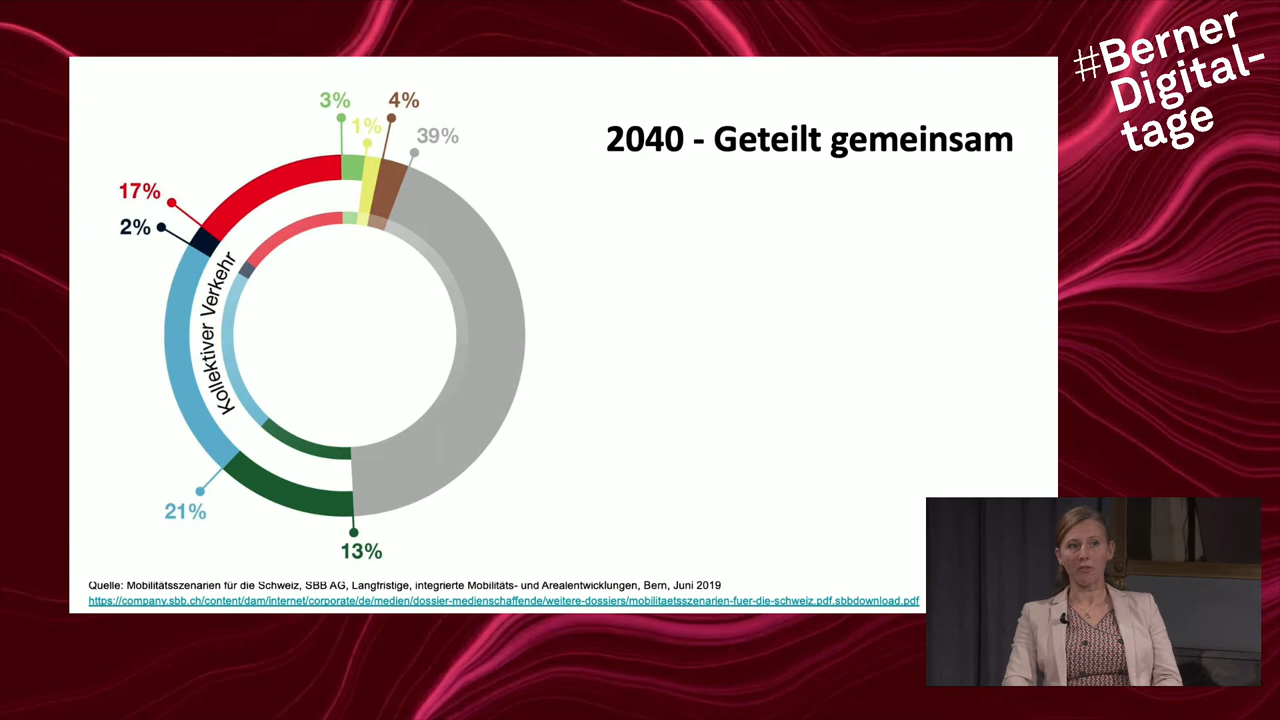 #Berner
Digital-
tage
2040 - Geteilt gemeinsam
3%
1%
4%
39%
17%
2%
Kollektiver Verkehr
21%
13%
Quelle: Mobilitätsszenarien für die Schweiz, SBB AG, Langfristige, integrierte Mobilitäts- und Arealentwicklungen, Bern, Juni 2019
https://company.sbb.ch/content/dam/internet/corporate/de/medien/dossier-medienschaffende/weitere-dossiers/mobilitaetsszenarien-fuer-die-schweiz.pdf.sbbdownload.pdf